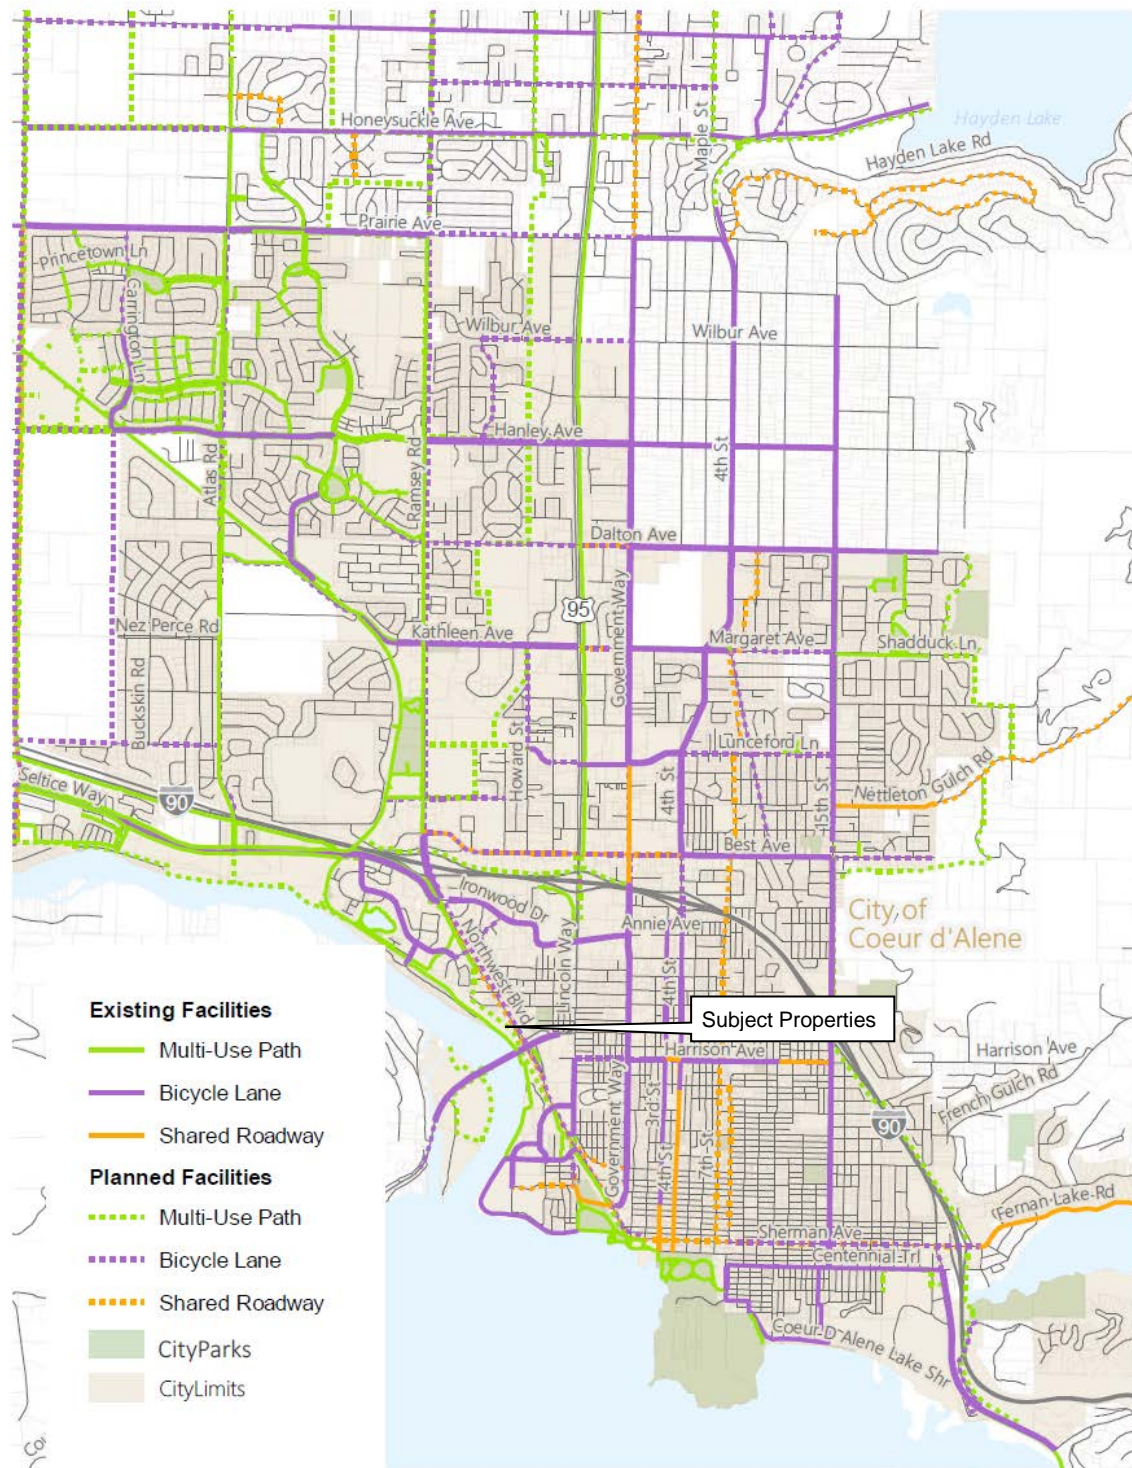 Honeysuckle Ave
Maple St
Hayden Lake
Hayden Lake Rd
Prairie Ave
Princetown Ln
Carrington Ln
Wilbur Ave
Wilbur Ave
Hanley Ave
Atlas Rd
Ramsey Rd
4th St
Dalton Ave
95
Government Way
Nez Perce Rd
Kathleen Ave
Margaret Ave
Shadduck Ln
Buckskin Rd
Howard St
Lunceford Ln
Seltice Way
90
4th St
15th St
Nettleton Gulch Rd
Best Ave
Ironwood Dr
Annie Ave
City of
Coeur d'Alene
Northwest Blvd
Lincoln Way
4th St
Subject Properties
Harrison Ave
Harrison Ave
French Gulch Rd
90
Government Way
3rd St
4th St
7th St
Fernan Lake Rd
Sherman Ave
Centennial Trl
Coeur D'Alene Lake Shr
Existing Facilities
Multi-Use Path
Bicycle Lane
Shared Roadway
Planned Facilities
Multi-Use Path
Bicycle Lane
Shared Roadway
CityParks
CityLimits